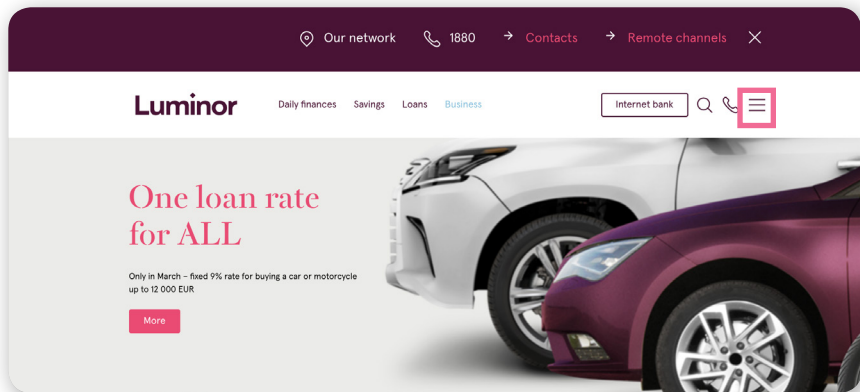 Our network 1880 Contacts Remote channels
Luminor Daily finances Savings Loans Business Internet bank
One loan rate
for ALL
Only in March – fixed 9% rate for buying a car or motorcycle
up to 12 000 EUR
More